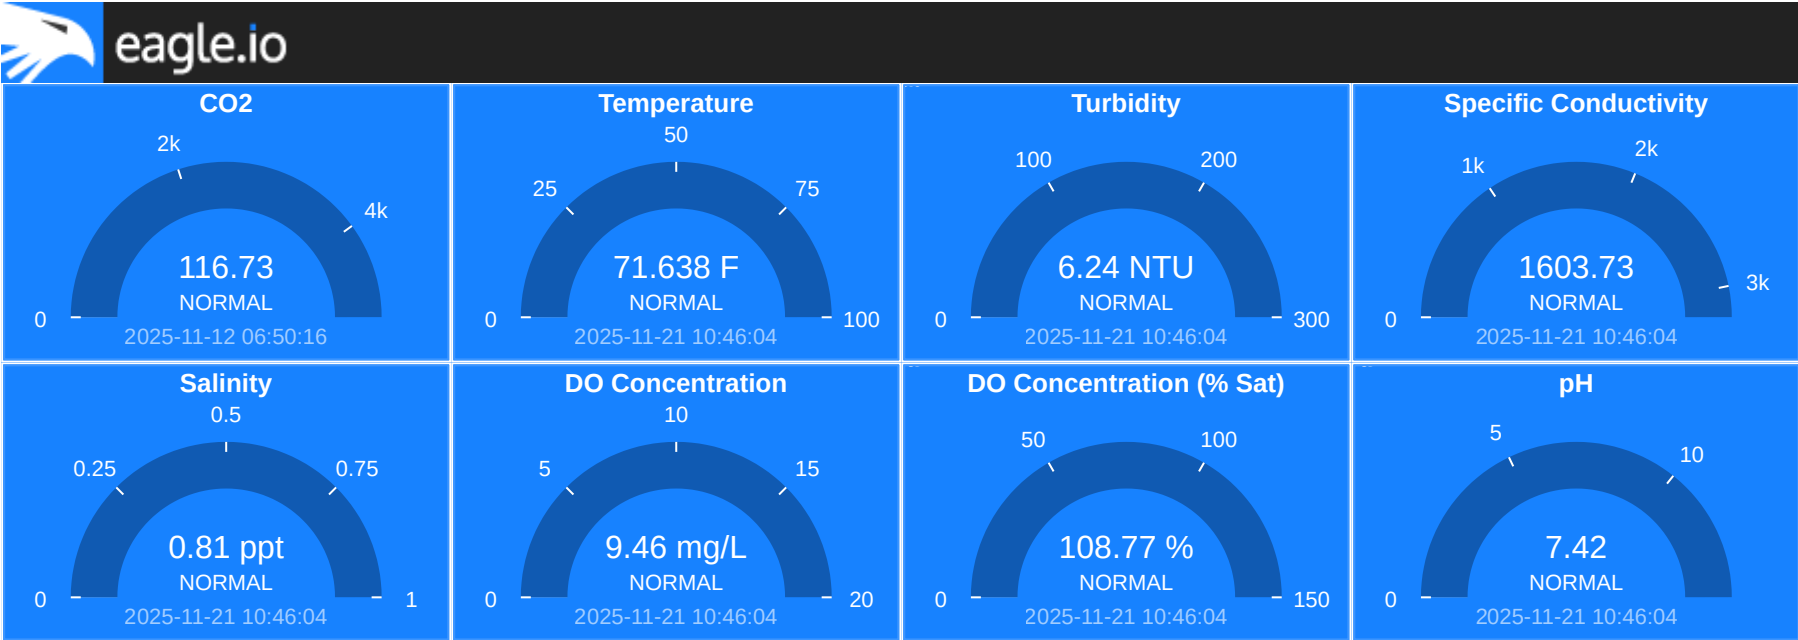 eagle.io
CO2
2k
4k
0
116.73
NORMAL
2025-11-12 06:50:16
Temperature
50
25
75
0
100
71.638 F
NORMAL
2025-11-21 10:46:04
Turbidity
100
200
0
300
6.24 NTU
NORMAL
2025-11-21 10:46:04
Specific Conductivity
1k
2k
3k
0
1603.73
NORMAL
2025-11-21 10:46:04
Salinity
0.5
0.25
0.75
0
1
0.81 ppt
NORMAL
2025-11-21 10:46:04
DO Concentration
10
5
15
0
20
9.46 mg/L
NORMAL
2025-11-21 10:46:04
DO Concentration (% Sat)
50
100
0
150
108.77 %
NORMAL
2025-11-21 10:46:04
pH
5
10
0
7.42
NORMAL
2025-11-21 10:46:04